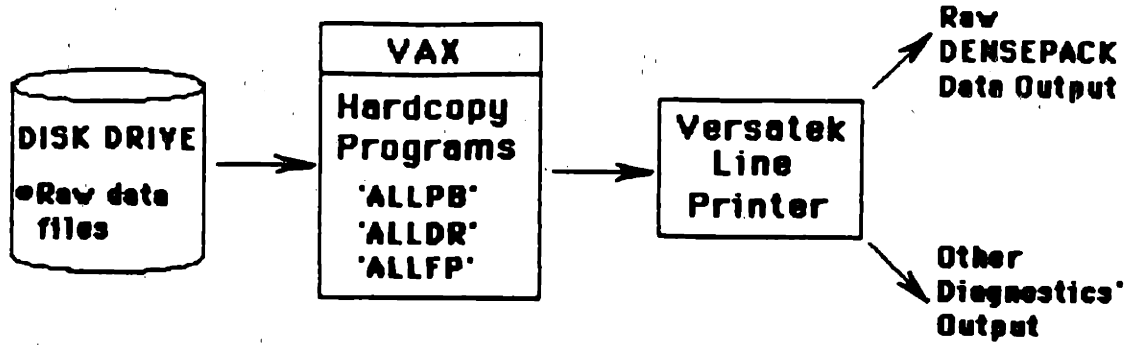 DISK DRIVE
•Raw data
files
VAX
Hardcopy
Programs
'ALLPB'
'ALLDR'
'ALLFP'
Versatek
Line
Printer
Raw
DENSEPACK
Data Output
Other
Diagnostics'
Output